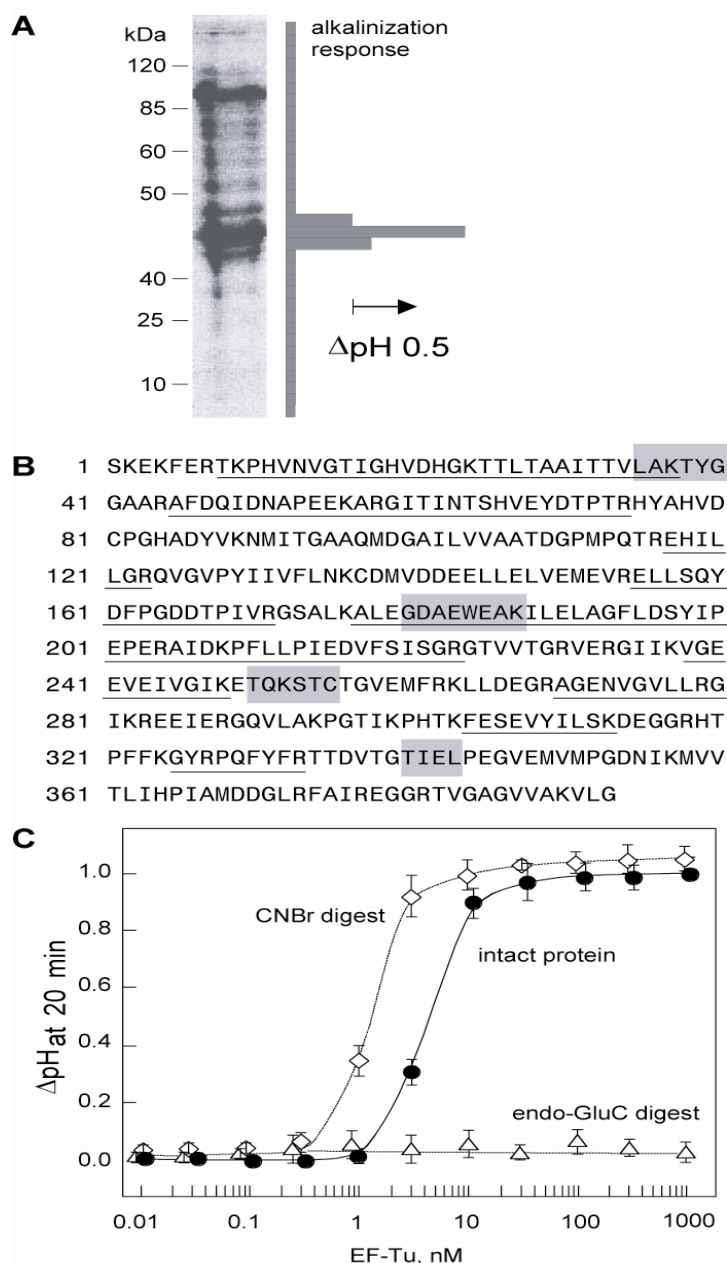 A
kDa
120
85
60
50
40
25
10
alkalinization
response
ΔpH 0.5
B
1 SKEKFERTKPHVNVGTIGHVDHGKTTLTAAITTVLAKTYG
41 GAARAFDQIDNAPEEKARGITINTSHVEYDTPTRHYAHVD
81 CPGHADYVKNMITGAAQMDGAILVVAATDGPMPQTREHIL
121 LGRQVGVPYIIVFLNKCDMVDDEELLELVEMEVRELLSQY
161 DFPGDDTPIVRGSALKALEGDAEWEAKILELAGFLDSYIP
201 EPERAIDKPFLLPIEDVFSISGRGTVVTGRVERGIIKVGE
241 EVEIVGIKETQKSTCTGVEMFRKLLDEGRAGENVGVLLRG
281 IKREEIERGQVLAKPGTIKPHTKFESEVYILSKDEGGRHT
321 PFFKGYRPQFYFRTTDVTGTIELPEGVEMVMPGDNIKMVV
361 TLIHPIAMDDGLRFAIREGGRTVGAGVVAKVLG
C
ΔpH at 20 min
1.0
0.8
0.6
0.4
0.2
0.0
CNBr digest
intact protein
endo-GluC digest
0.01 0.1 1 10 100 1000
EF-Tu, nM